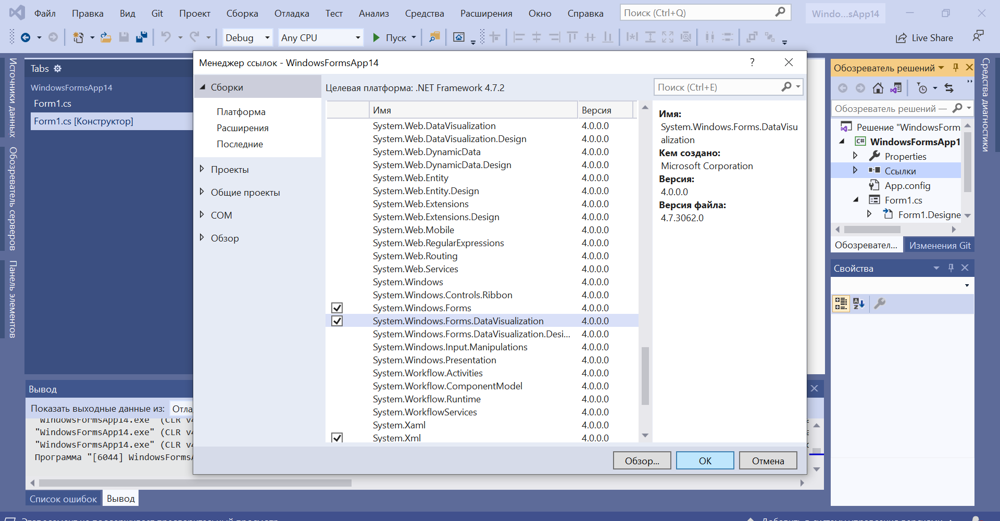 Файл Правка Вид Git Проект Сборка Отладка Тест Анализ Средства Расширения Окно Справка Поиск (Ctrl+Q) Windo...sApp14
Debug Any CPU Пуск Live Share
Источники данных
Обозреватель серверов
Панель элементов
Tabs
WindowsFormsApp14
Form1.cs
Form1.cs [Конструктор]
Менеджер ссылок - WindowsFormsApp14 ?
Сборки
Платформа
Расширения
Последние
Проекты
Общие проекты
COM
Обзор
Целевая платформа: .NET Framework 4.7.2
Поиск (Ctrl+E)
Имя Версия
System.Web.DataVisualization 4.0.0.0
System.Web.DataVisualization.Design 4.0.0.0
System.Web.DynamicData 4.0.0.0
System.Web.DynamicData.Design 4.0.0.0
System.Web.Entity 4.0.0.0
System.Web.Entity.Design 4.0.0.0
System.Web.Extensions 4.0.0.0
System.Web.Extensions.Design 4.0.0.0
System.Web.Mobile 4.0.0.0
System.Web.RegularExpressions 4.0.0.0
System.Web.Routing 4.0.0.0
System.Web.Services 4.0.0.0
System.Windows 4.0.0.0
System.Windows.Controls.Ribbon 4.0.0.0
System.Windows.Forms 4.0.0.0
System.Windows.Forms.DataVisualization 4.0.0.0
System.Windows.Forms.DataVisualization.Desi... 4.0.0.0
System.Windows.Input.Manipulations 4.0.0.0
System.Windows.Presentation 4.0.0.0
System.Workflow.Activities 4.0.0.0
System.Workflow.ComponentModel 4.0.0.0
System.Workflow.Runtime 4.0.0.0
System.WorkflowServices 4.0.0.0
System.Xaml 4.0.0.0
System.Xml 4.0.0.0
Имя:
System.Windows.Forms.DataVisu
alization
Кем создано:
Microsoft Corporation
Версия:
4.0.0.0
Версия файла:
4.7.3062.0
Обзор... OK Отмена
Обозреватель решений
Обозреватель решений —
Решение "WindowsForm
C# WindowsFormsApp1
Properties
Ссылки
App.config
Form1.cs
Form1.Designe
Обозревател... Изменения Git
Свойства
Средства диагностики
Вывод
Показать выходные данные из: Отла
"WindowsFormsApp14.exe" (CLR v4
"WindowsFormsApp14.exe" (CLR v4
"WindowsFormsApp14.exe" (CLR v4
Программа "[6044] WindowsFormsA
Список ошибок Вывод
Этот элемент не поддерживает предварительный просмотр Добавить в систему управления версиями